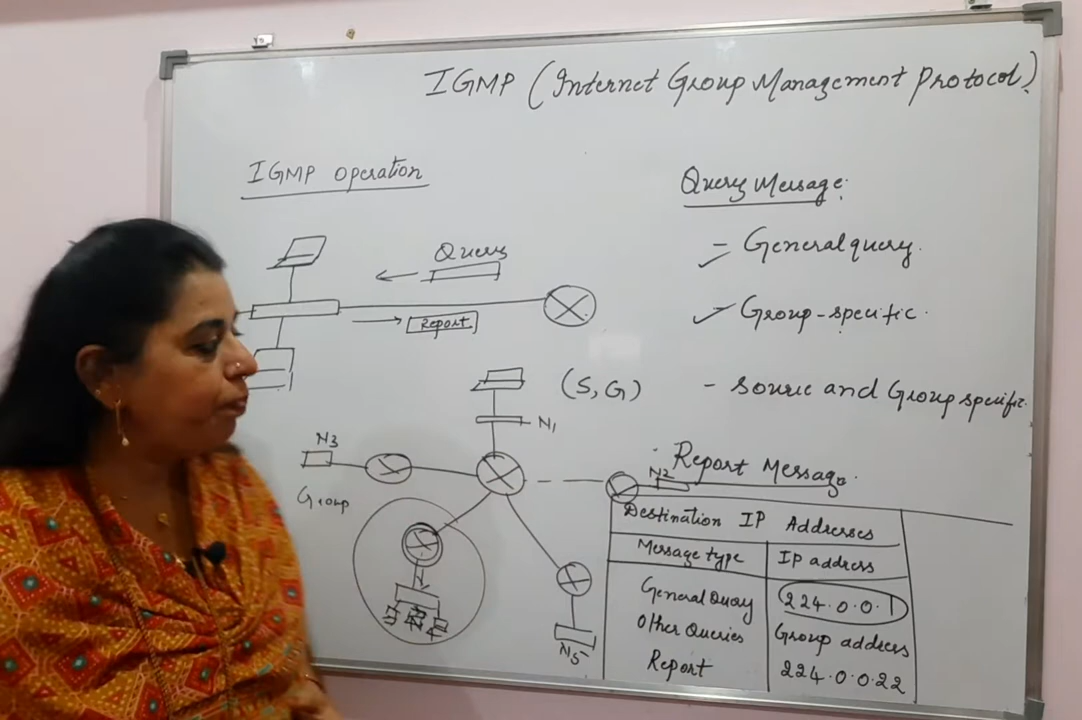 IGMP (Internet Group Management Protocol)
IGMP operation
Query Message:
Query
- General query.
Report
Group-specific.
(S, G)
- source and Group specific.
N1
N3
Report Message
N2
Group
Destination IP Addresses
Message type IP address
General Query 224.0.0.1
Other Queries Group address
Report 224.0.0.22
N5